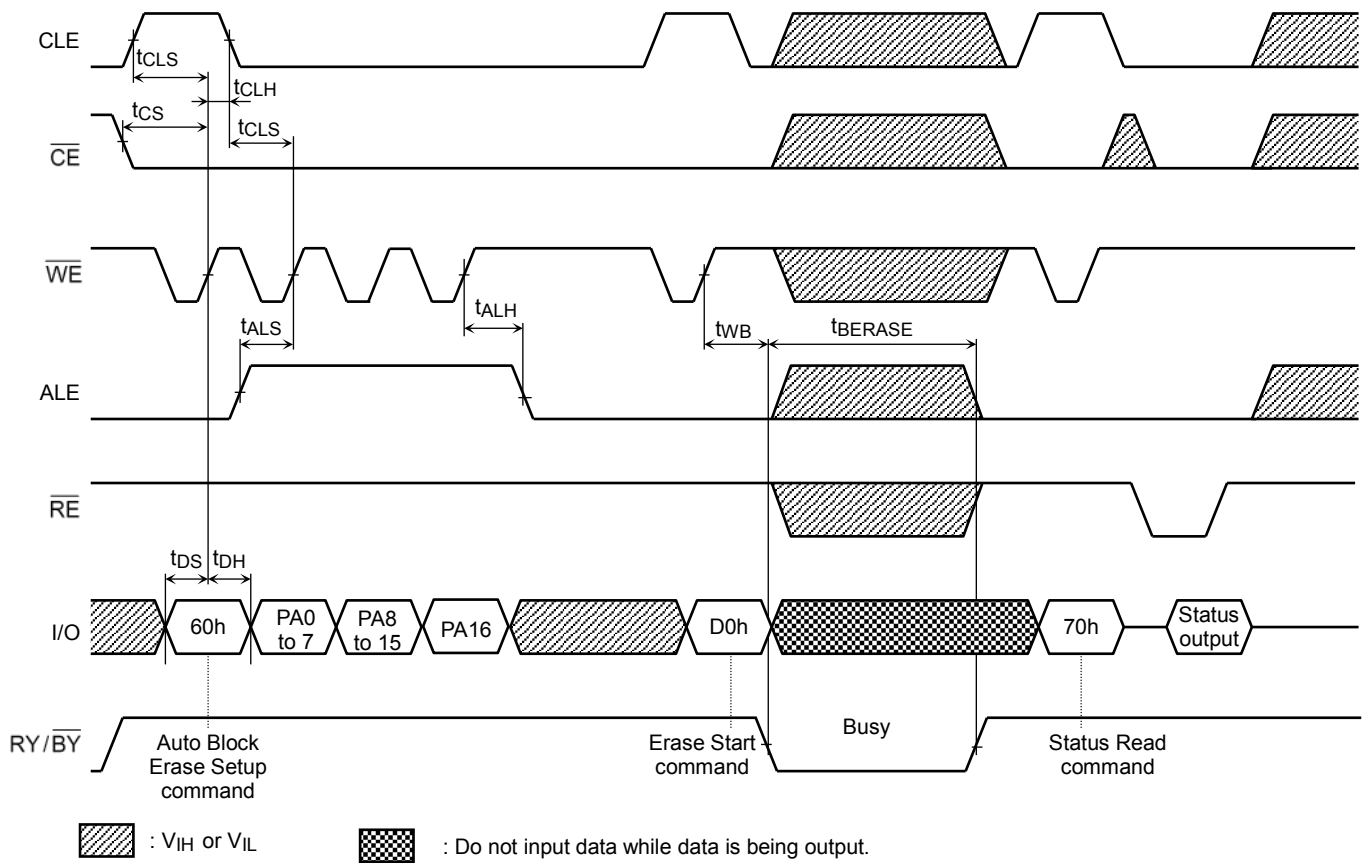 CLE
tCLS
tCLH
tCS
tCLS
CE
WE
tALS
tALH
tWB
tBERASE
ALE
RE
tDS
tDH
I/O
60h
PA0
to 7
PA8
to 15
PA16
D0h
70h
Status
output
RY/BY
Busy
Auto Block
Erase Setup
command
Erase Start
command
Status Read
command
: VIH or VIL
: Do not input data while data is being output.